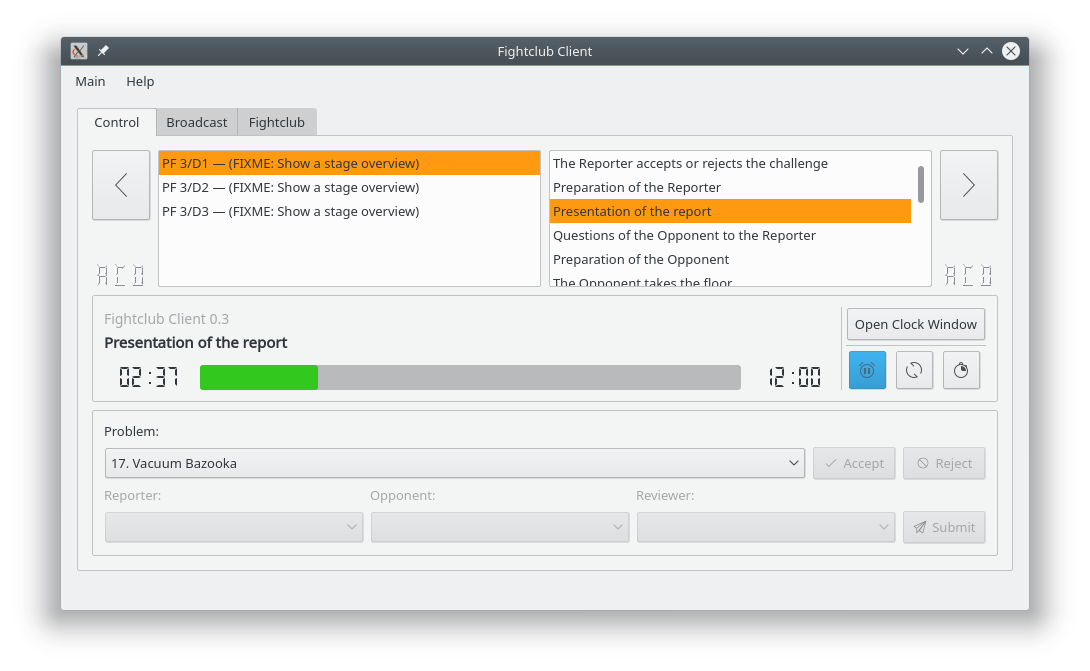 Fightclub Client
Main Help
Control Broadcast Fightclub
PF 3/D1 — (FIXME: Show a stage overview)
PF 3/D2 — (FIXME: Show a stage overview)
PF 3/D3 — (FIXME: Show a stage overview)
The Reporter accepts or rejects the challenge
Preparation of the Reporter
Presentation of the report
Questions of the Opponent to the Reporter
Preparation of the Opponent
The Opponent takes the floor
Fightclub Client 0.3
Presentation of the report
02:37
12:00
Open Clock Window
Problem:
17. Vacuum Bazooka
Accept
Reject
Reporter:
Opponent:
Reviewer:
Submit